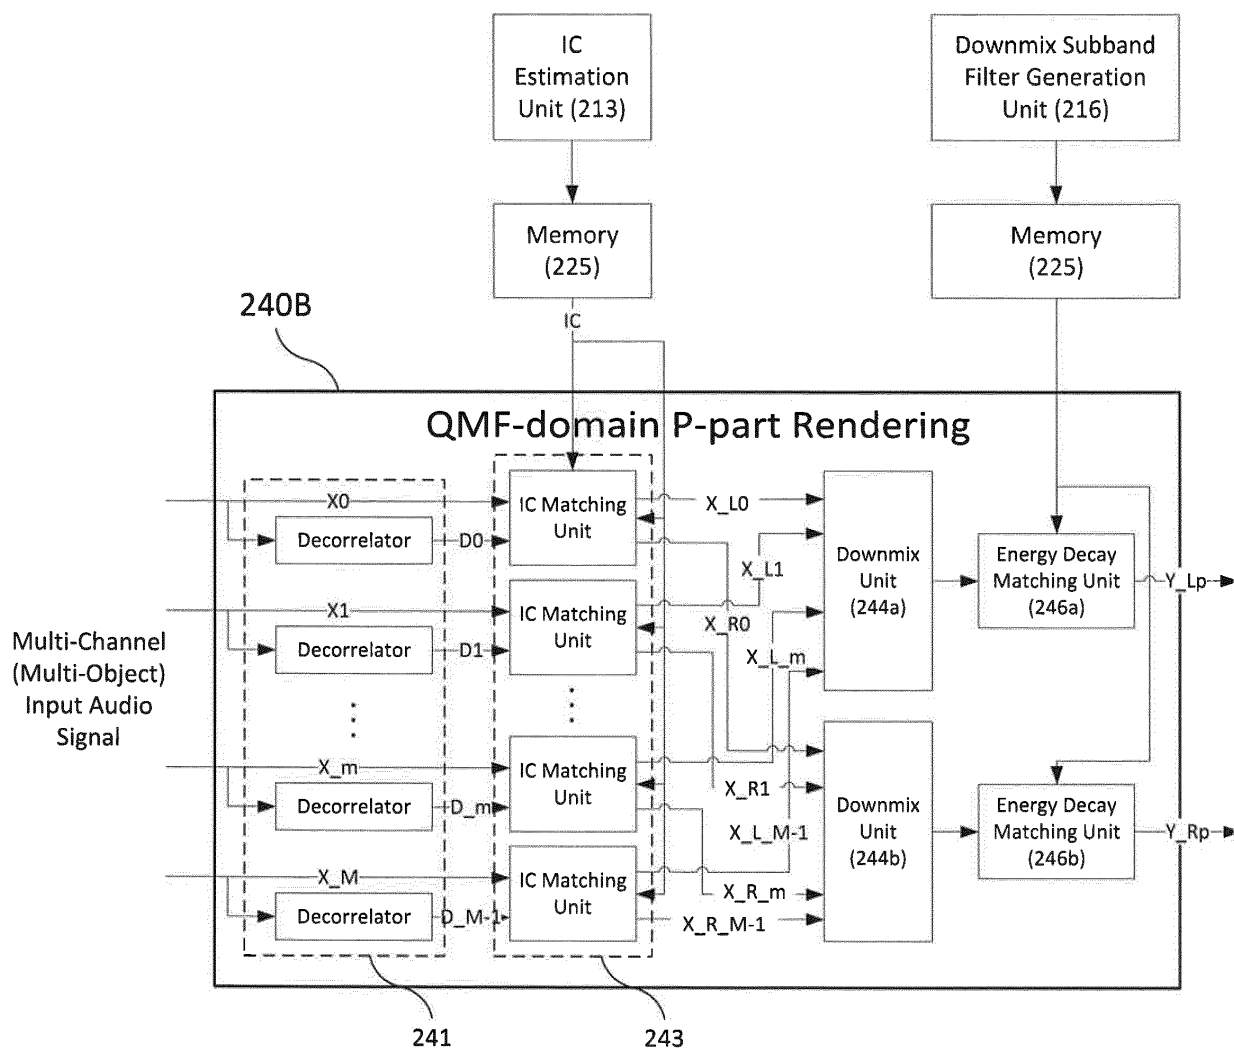 IC
Estimation
Unit (213)
Downmix Subband
Filter Generation
Unit (216)
Memory
(225)
Memory
(225)
IC
240B
QMF-domain P-part Rendering
Multi-Channel
(Multi-Object)
Input Audio
Signal
X0
Decorrelator
D0
IC Matching
Unit
X1
Decorrelator
D1
IC Matching
Unit
X_m
Decorrelator
D_m
IC Matching
Unit
X_M
Decorrelator
D_M-1
IC Matching
Unit
X_L0
X_L1
X_R0
X_L_m
X_R1
X_L_M-1
X_R_m
X_R_M-1
Downmix
Unit
(244a)
Downmix
Unit
(244b)
Energy Decay
Matching Unit
(246a)
Y_Lp
Energy Decay
Matching Unit
(246b)
Y_Rp
241
243